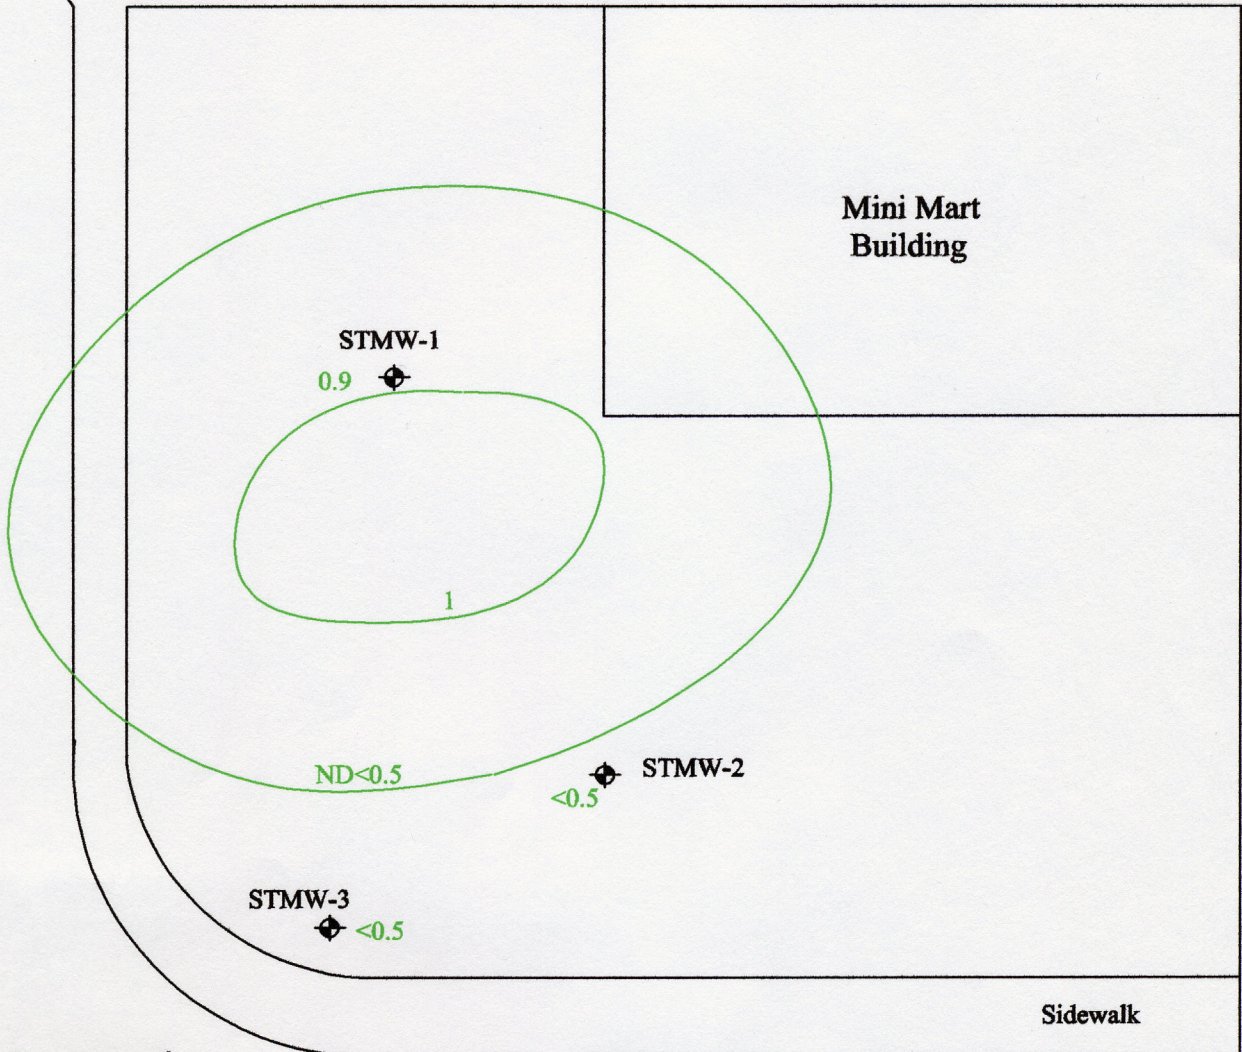 Mini Mart
Building
STMW-1
0.9
1
ND<0.5
STMW-2
<0.5
STMW-3
<0.5
Sidewalk